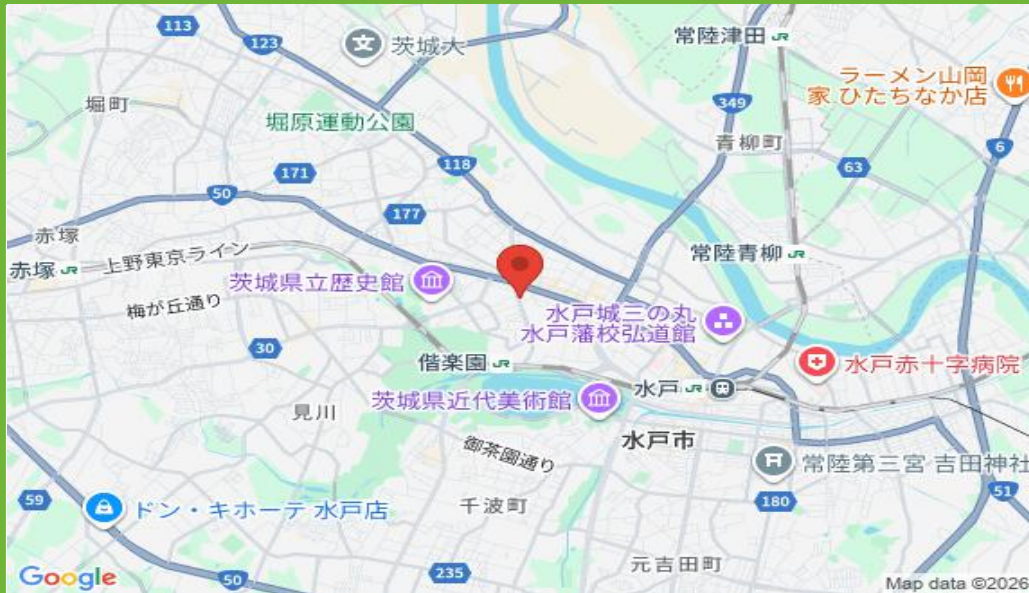 113
123
茨城大
常陸津田 JR
ラーメン山岡
家 ひたちなか店
堀町
349
堀原運動公園
青柳町
6
118
63
171
50
177
赤塚
赤塚 JR
上野東京ライン
常陸青柳 JR
茨城県立歴史館
梅が丘通り
水戸城三の丸
水戸藩校弘道館
30
偕楽園 JR
水戸赤十字病院
茨城県近代美術館
水戸 JR
見川
水戸市
御茶園通り
常陸第三宮 吉田神社
59
ドン・キホーテ 水戸店
千波町
180
51
元吉田町
235
50
Google
Map data ©2026